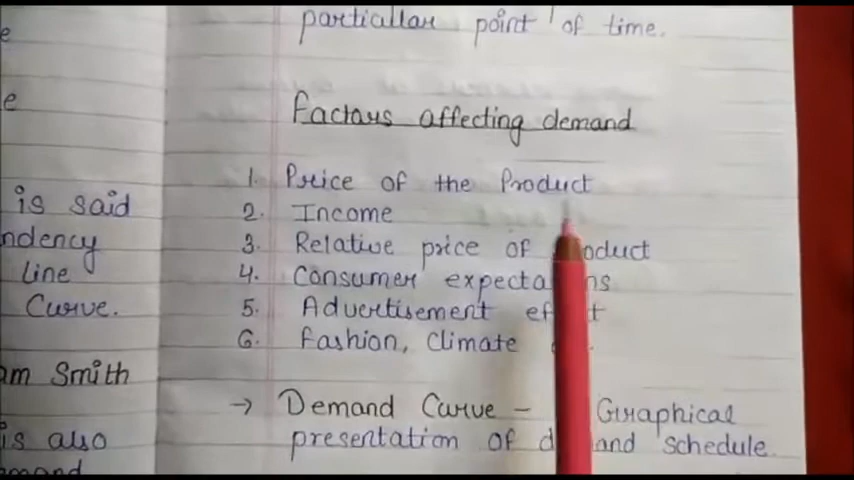 particular point of time.
Factors affecting demand
1. Price of the Product
2. Income
3. Relative price of
4. Consumer
5. Advertisement
6. Fashion, Climate
→ Demand Curve - Graphical
presentation of schedule
e
e
is said
ndency
Line
Curve.
am Smith
is also
mand